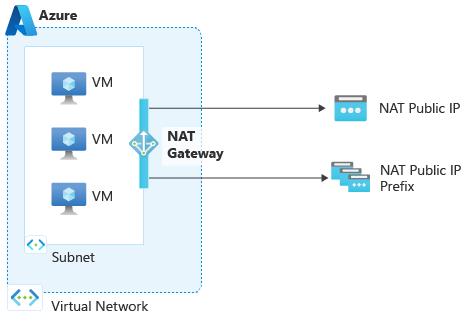 Azure
VM
VM
VM
NAT
Gateway
NAT Public IP
NAT Public IP
Prefix
Subnet
Virtual Network